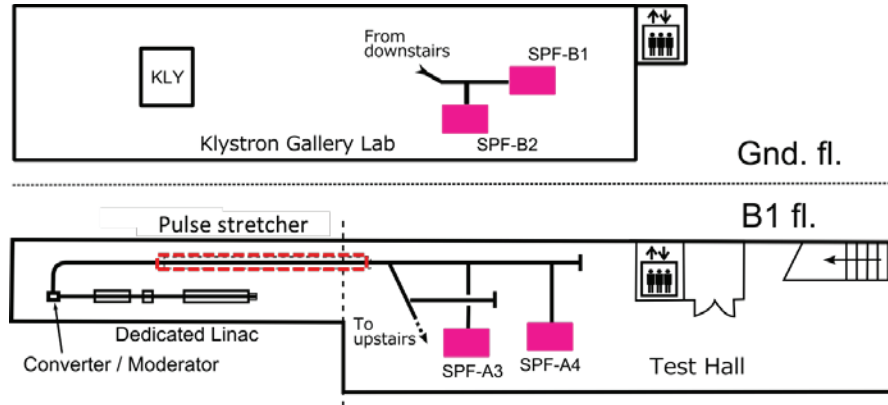 From
downstairs
SPF-B1
KLY
SPF-B2
Klystron Gallery Lab
Gnd. fl.
B1 fl.
Pulse stretcher
Dedicated Linac
To
upstairs
Converter / Moderator
SPF-A3
SPF-A4
Test Hall